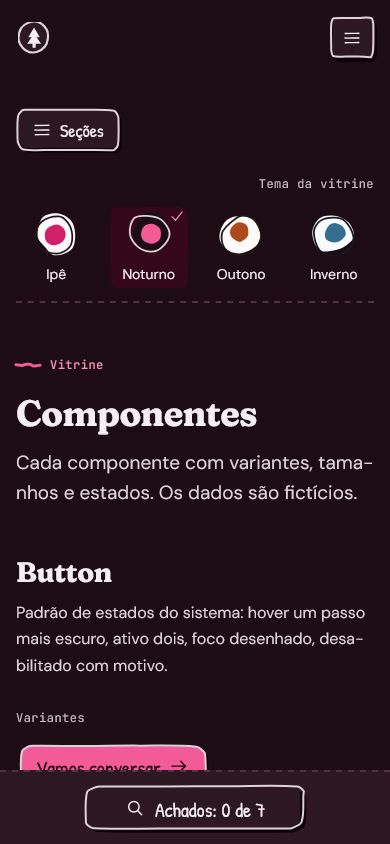 Seções
Tema da vitrine
Ipê
Noturno
Outono
Inverno
Vitrine
Componentes
Cada componente com variantes, tama-
nhos e estados. Os dados são fictícios.
Button
Padrão de estados do sistema: hover um passo
mais escuro, ativo dois, foco desenhado, desa-
bilitado com motivo.
Variantes
Vamos conversar
Achados: 0 de 7